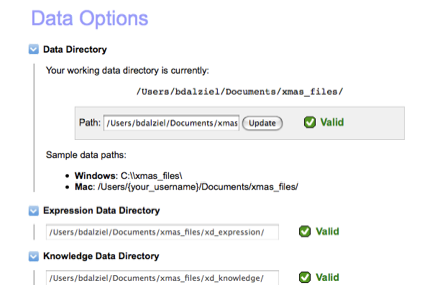 Data Options
Data Directory
Your working data directory is currently:
/Users/bdalziel/Documents/xmas_files/
Path: /Users/bdalziel/Documents/xmas Update Valid
Sample data paths:
• Windows: C:\\xmas_files\
• Mac: /Users/{your_username}/Documents/xmas_files/
Expression Data Directory
/Users/bdalziel/Documents/xmas_files/xd_expression/ Valid
Knowledge Data Directory
/Users/bdalziel/Documents/xmas_files/xd_knowledge/ Valid